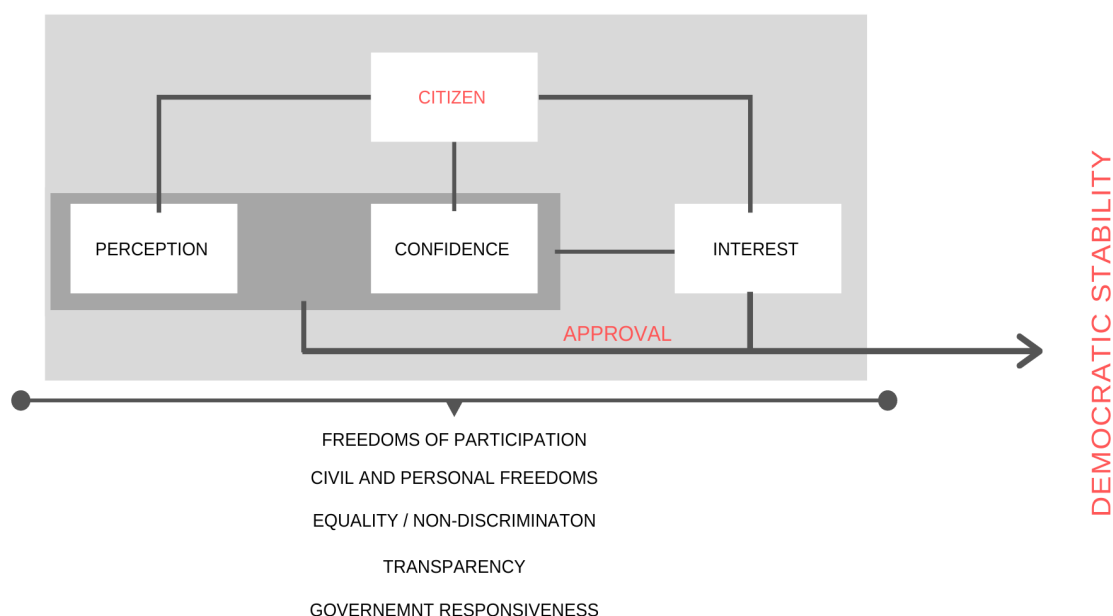 CITIZEN
PERCEPTION
CONFIDENCE
INTEREST
APPROVAL
DEMOCRATIC STABILITY
FREEDOMS OF PARTICIPATION
CIVIL AND PERSONAL FREEDOMS
EQUALITY / NON-DISCRIMINATON
TRANSPARENCY
GOVERNEMNT RESPONSIVENESS